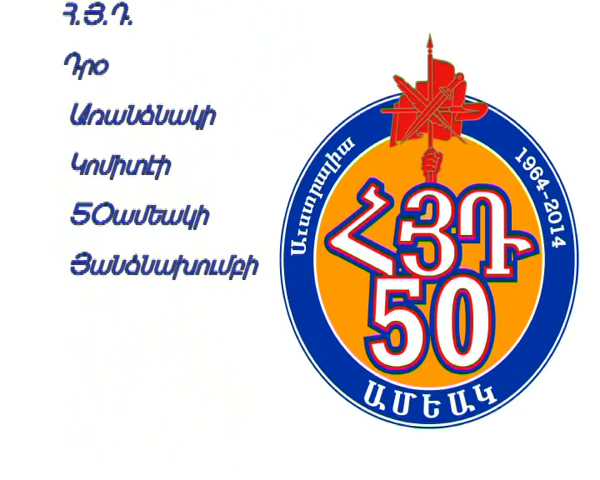 Հ.Յ.Դ.
Դրօ
Առանձնակի
Կոմիտէի
50ամեակի
Յանձնախումբի
Աւստրալիա
1964-2014
ՀՅԴ
50
ԱՄԵԱԿ